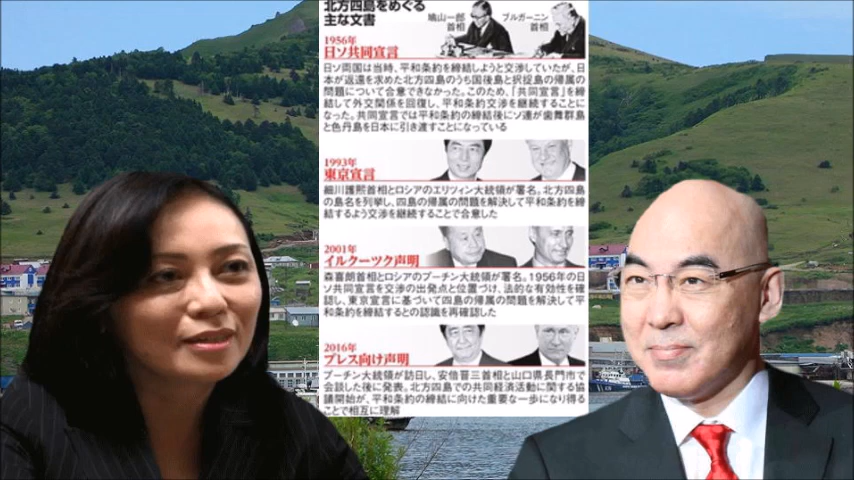 北方四島をめぐる
主な文書
鳩山一郎
首相
ブルガーニン
首相
1956年
日ソ共同宣言
日ソ両国は当時、平和条約を締結しようと交渉していたが、日
本が返還を求めた北方四島のうち国後島と択捉島の帰属の
問題について合意できなかった。このため、「共同宣言」を締
結して外交関係を回復し、平和条約交渉を継続することに
なった。共同宣言では平和条約の締結後にソ連が歯舞群島
と色丹島を日本に引き渡すことになっている
1993年
東京宣言
細川護熙首相とロシアのエリツィン大統領が署名。北方四島
の島名を列挙し、四島の帰属の問題を解決して平和条約を締
結するよう交渉を継続することで合意した
2001年
イルクーツク声明
森喜朗首相とロシアのプーチン大統領が署名。1956年の日
ソ共同宣言を交渉の出発点と位置づけ、法的な有効性を確
認し、東京宣言に基づいて四島の帰属の問題を解決して平
和条約を締結するとの認識を再確認した
2016年
プレス向け声明
プーチン大統領が訪日し、安倍晋三首相と山口県長門市で
会談した後に発表。北方四島での共同経済活動に関する協
議開始が、平和条約の締結に向けた重要な一歩になり得る
ことで相互に理解